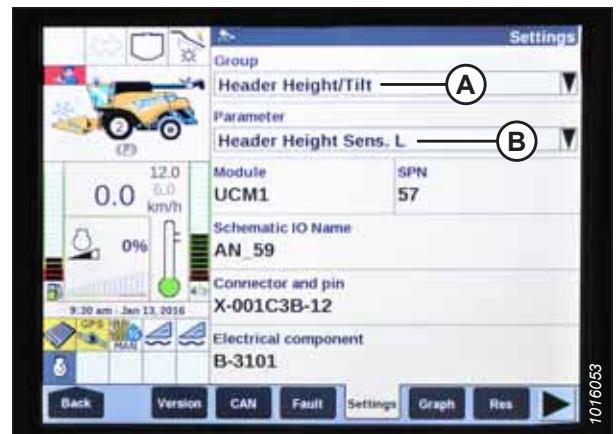 Settings
Group
Header Height/Tilt
A
Parameter
Header Height Sens. L
B
Module
UCM1
SPN
57
Schematic IO Name
AN_59
Connector and pin
X-001C3B-12
Electrical component
B-3101
2
(P)
12.0
6.0
0.0
km/h
0%
9:30 am - Jan 13, 2016
GPS
MAN
Back
Version
CAN
Fault
Settings
Graph
Res
1016053